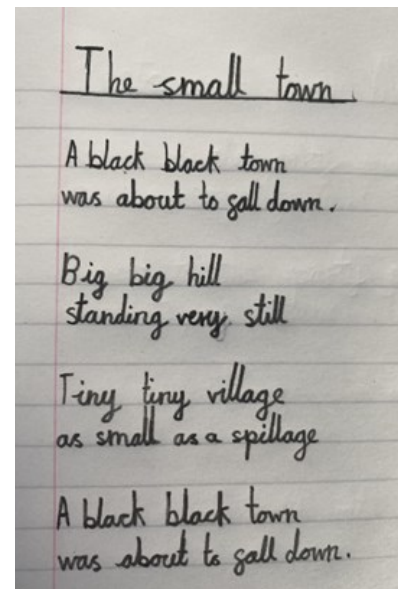 The small town
A black black town
was about to fall down.
Big big hill
standing very still
Tiny tiny village
as small as a spillage
A black black town
was about to fall down.